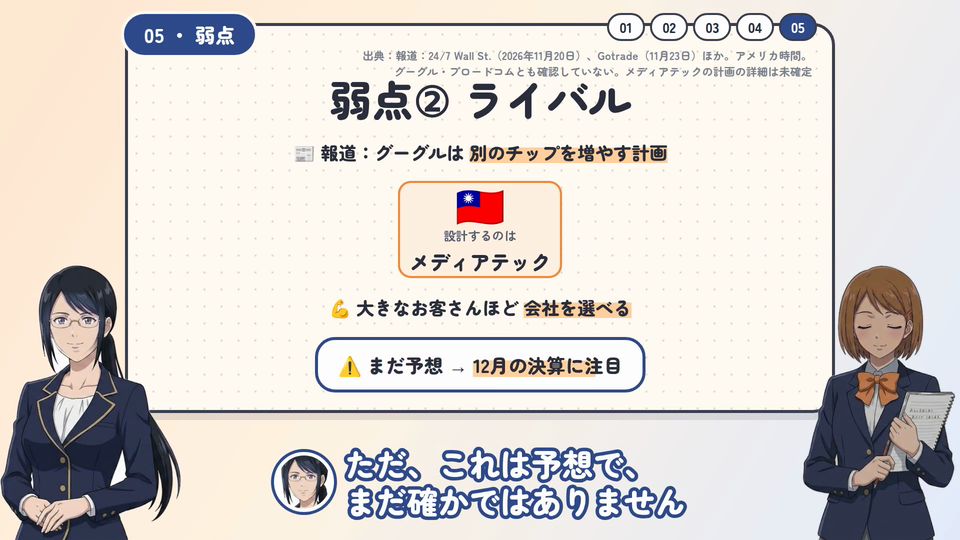 05 ・ 弱点
01 02 03 04 05
出典：報道：24/7 Wall St.（2026年11月20日）、Gotrade（11月23日）ほか。アメリカ時間。
グーグル・ブロードコムとも確認していない。メディアテックの計画の詳細は未確定
弱点② ライバル
報道：グーグルは 別のチップを増やす計画
設計するのは
メディアテック
大きなお客さんほど 会社を選べる
まだ予想 → 12月の決算に注目
ただ、これは予想で、
まだ確かではありません